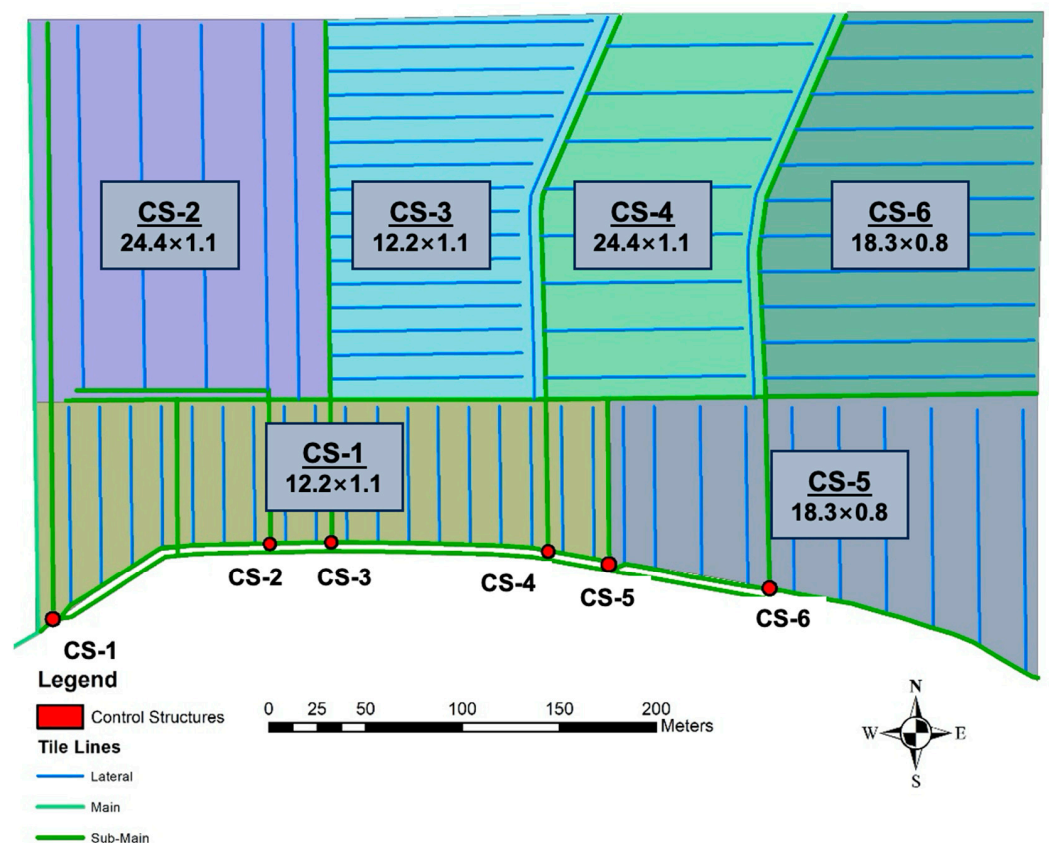 CS-2
24.4×1.1
CS-3
12.2×1.1
CS-4
24.4×1.1
CS-6
18.3×0.8
CS-1
12.2×1.1
CS-5
18.3×0.8
CS-2
CS-3
CS-4
CS-5
CS-6
CS-1
Legend
Control Structures
Tile Lines
Lateral
Main
Sub-Main
0 25 50 100 150 200
Meters
N
W E
S